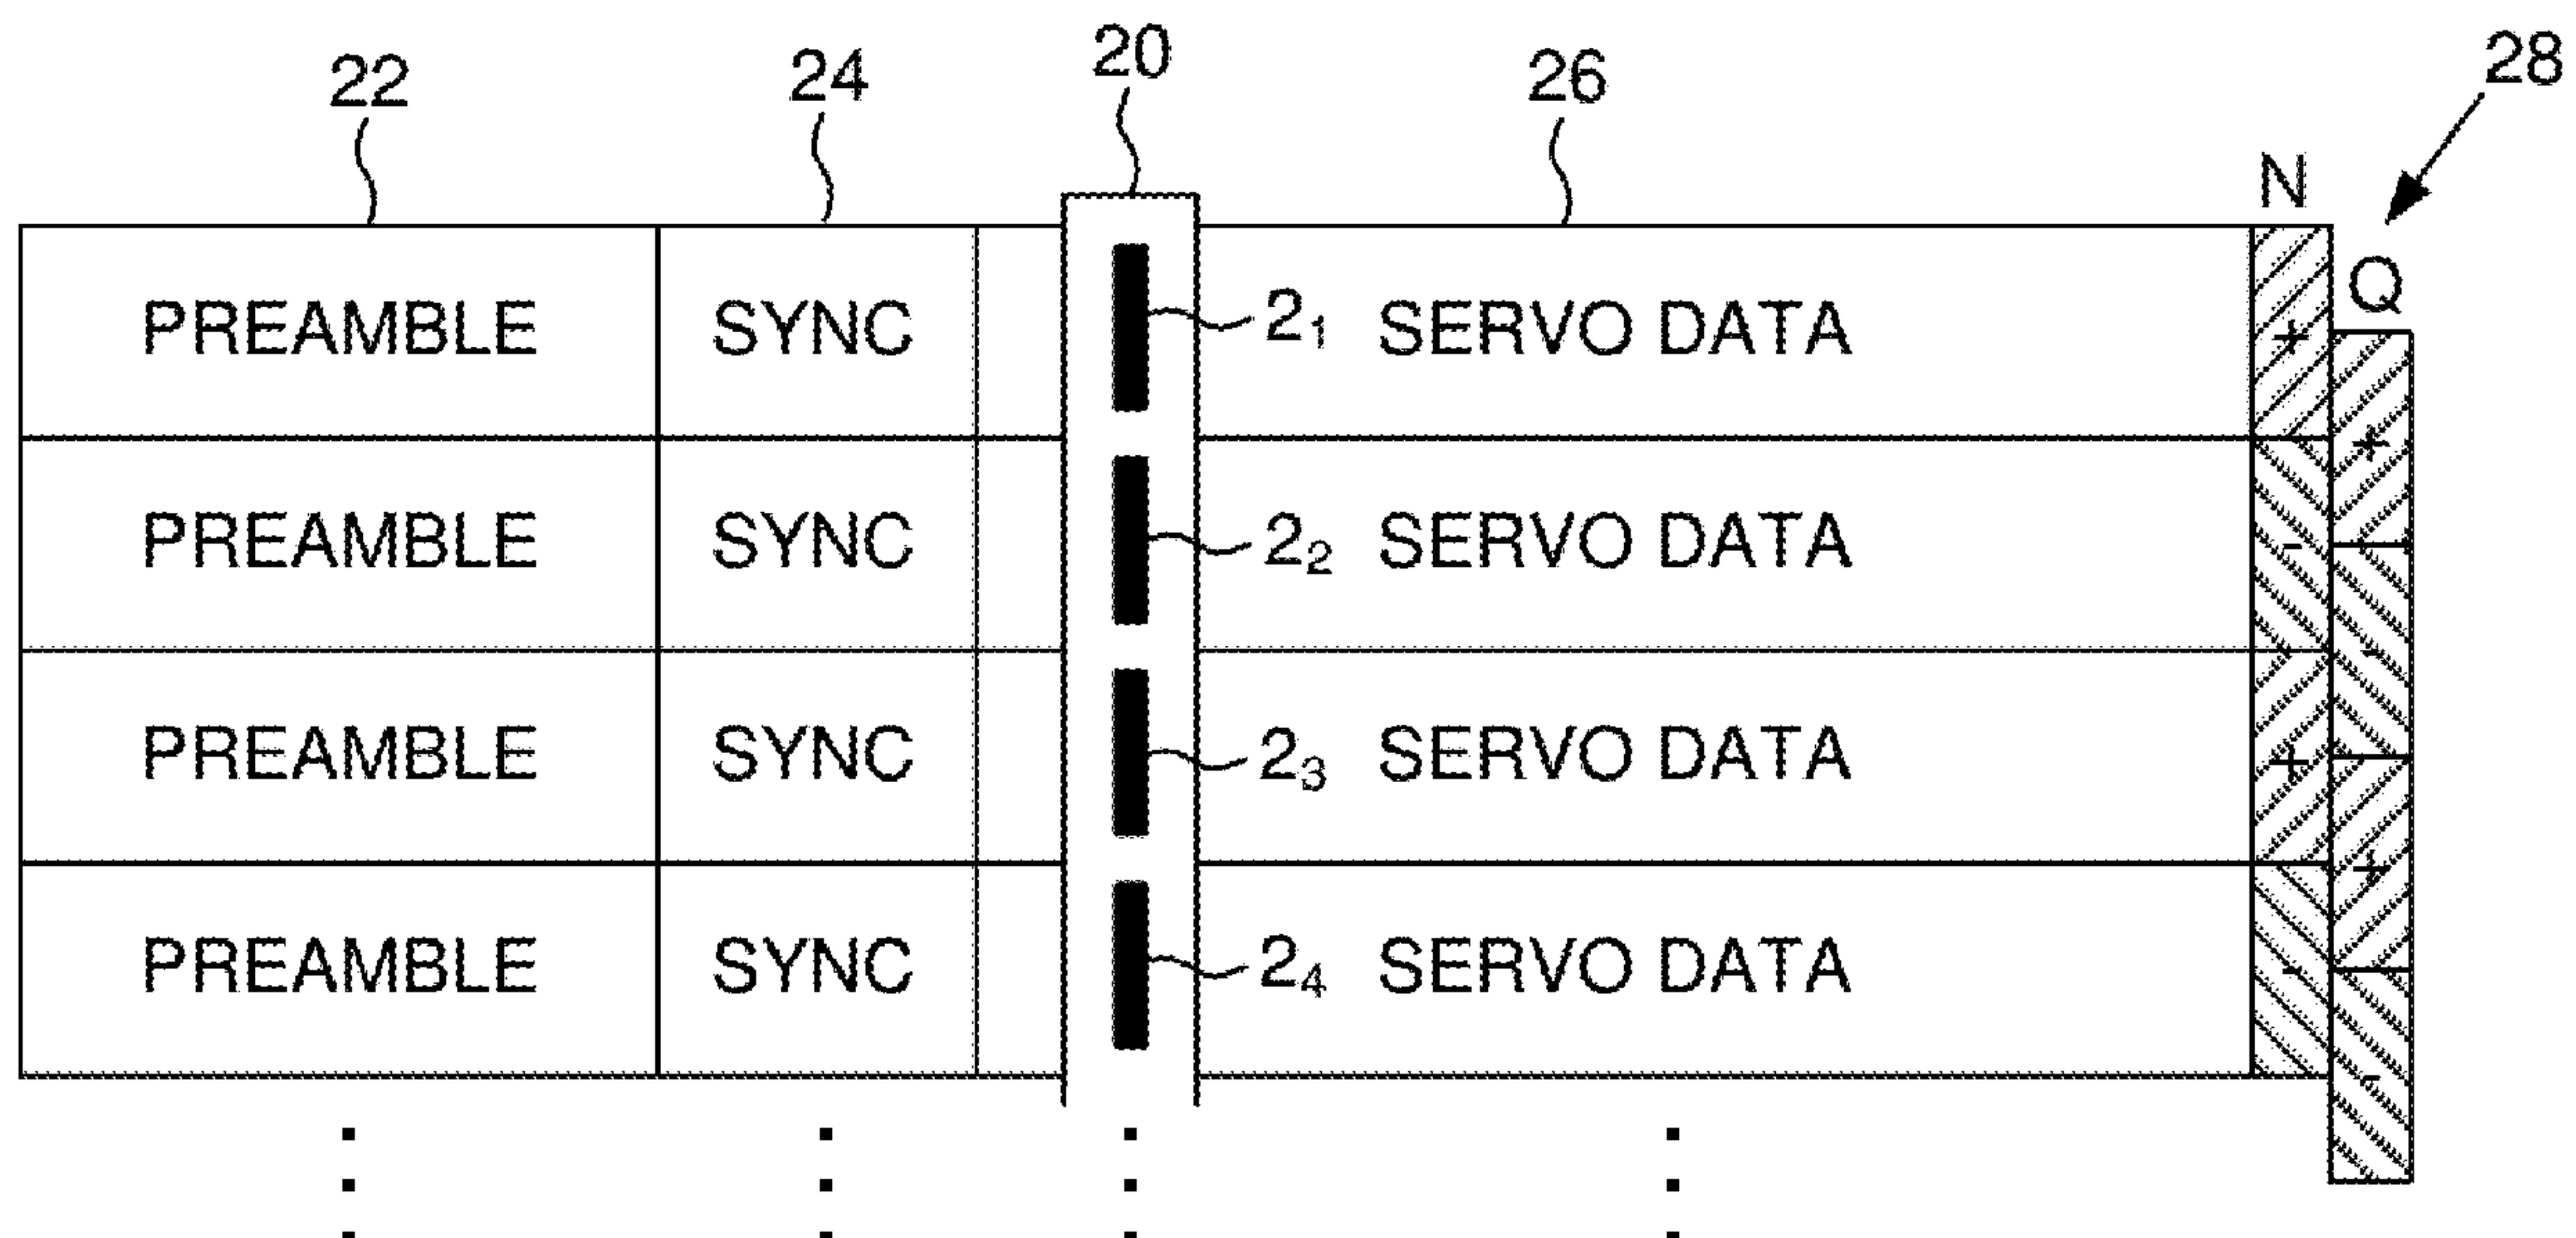 22 24 20 26 28
N
Q
PREAMBLE SYNC 2₁ SERVO DATA +
+
PREAMBLE SYNC 2₂ SERVO DATA -
-
PREAMBLE SYNC 2₃ SERVO DATA +
+
PREAMBLE SYNC 2₄ SERVO DATA -
-